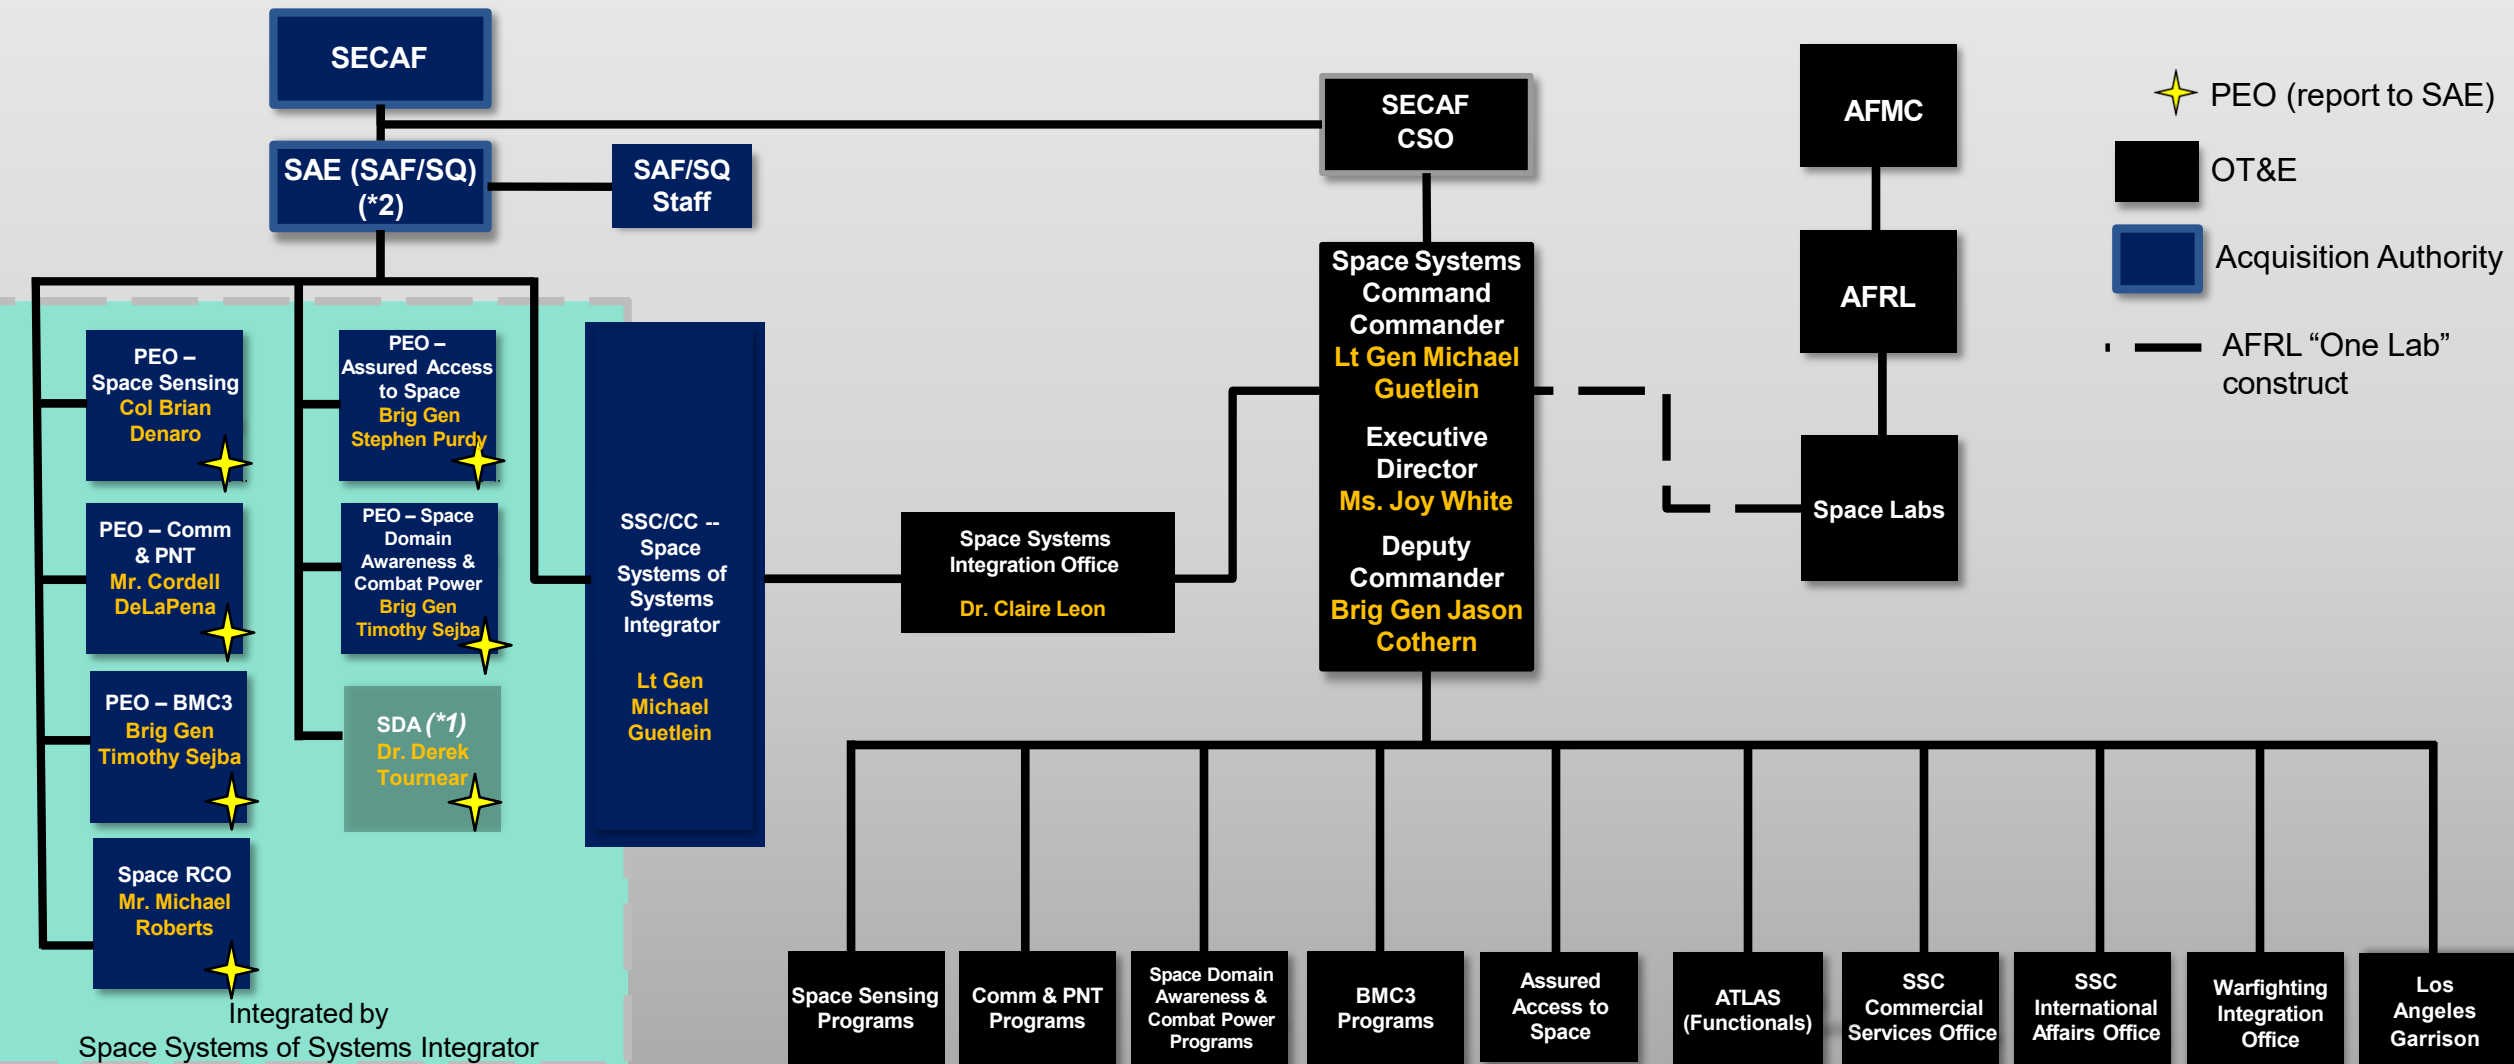 SECAF
SAE (SAF/SQ)
(*2)
SAF/SQ
Staff
SECAF
CSO
AFMC
AFRL
Space Labs
PEO (report to SAE)
OT&E
Acquisition Authority
AFRL “One Lab”
construct
PEO –
Space Sensing
Col Brian
Denaro
PEO –
Assured Access
to Space
Brig Gen
Stephen Purdy
PEO – Comm
& PNT
Mr. Cordell
DeLaPena
PEO – Space
Domain
Awareness &
Combat Power
Brig Gen
Timothy Sejba
PEO – BMC3
Brig Gen
Timothy Sejba
SDA (*1)
Dr. Derek
Tournear
Space RCO
Mr. Michael
Roberts
Integrated by
Space Systems of Systems Integrator
SSC/CC --
Space
Systems of
Systems
Integrator
Lt Gen
Michael
Guetlein
Space Systems
Integration Office
Dr. Claire Leon
Space Systems
Command
Commander
Lt Gen Michael
Guetlein
Executive
Director
Ms. Joy White
Deputy
Commander
Brig Gen Jason
Cothern
Space Sensing
Programs
Comm & PNT
Programs
Space Domain
Awareness &
Combat Power
Programs
BMC3
Programs
Assured
Access to
Space
ATLAS
(Functionals)
SSC
Commercial
Services Office
SSC
International
Affairs Office
Warfighting
Integration
Office
Los
Angeles
Garrison